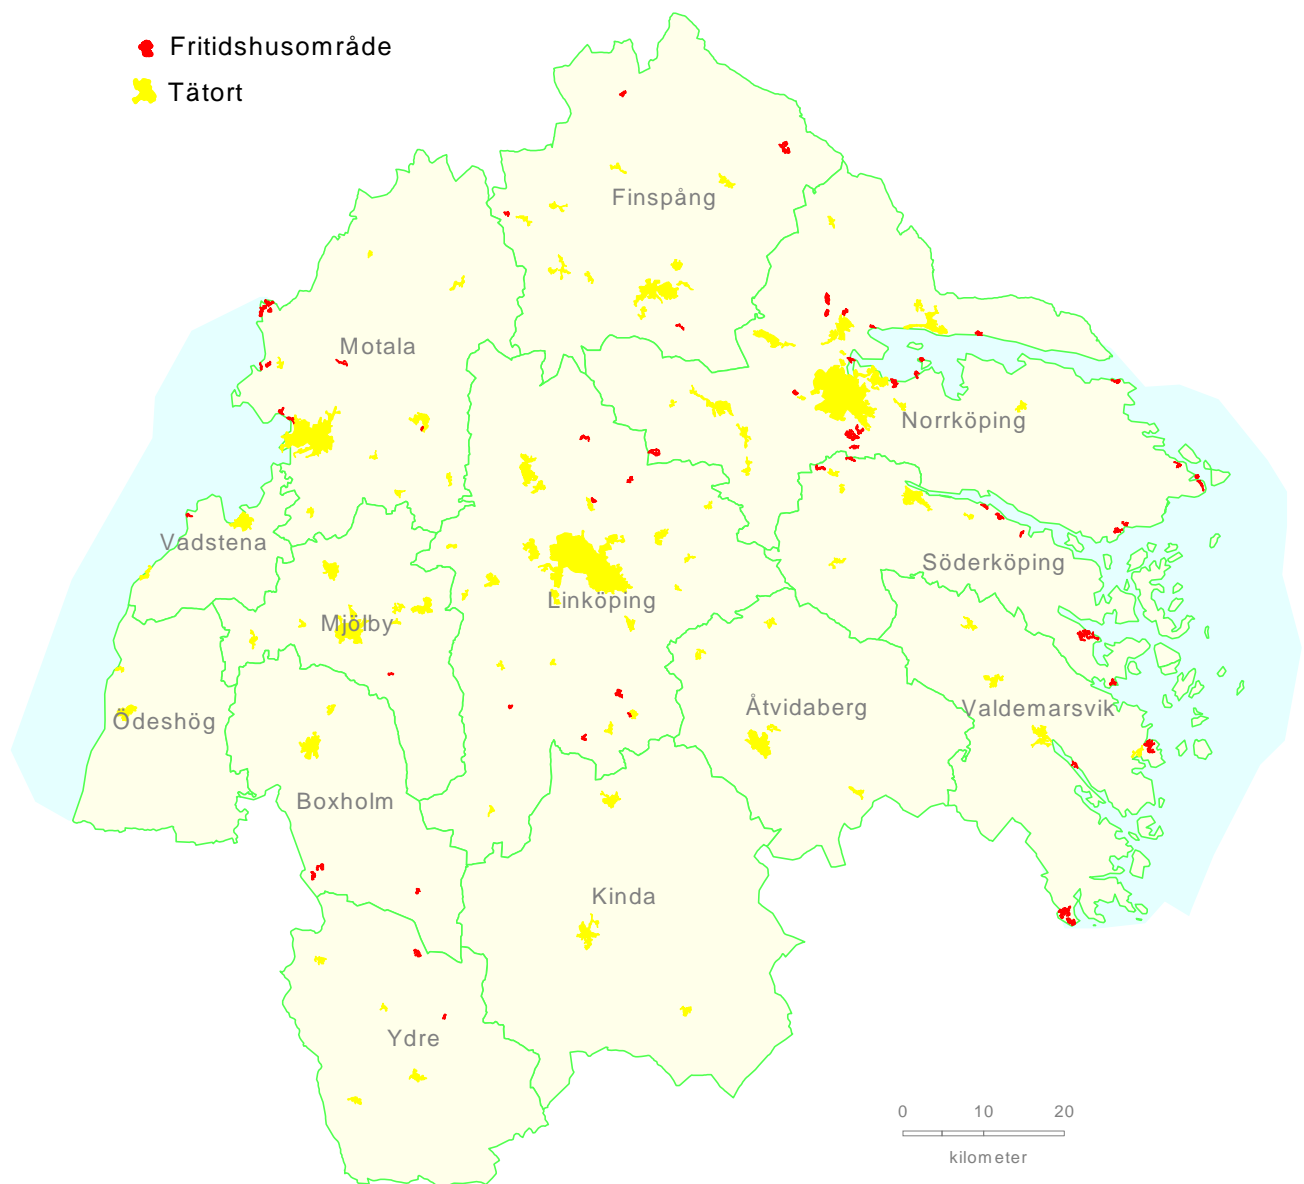 Fritidshusområde
Tätort
Finspång
Motala
Norrköping
Vadstena
Söderköping
Linköping
Mjölby
Ödeshög
Åtvidaberg
Valdemarsvik
Boxholm
Kinda
Ydre
0 10 20
kilometer